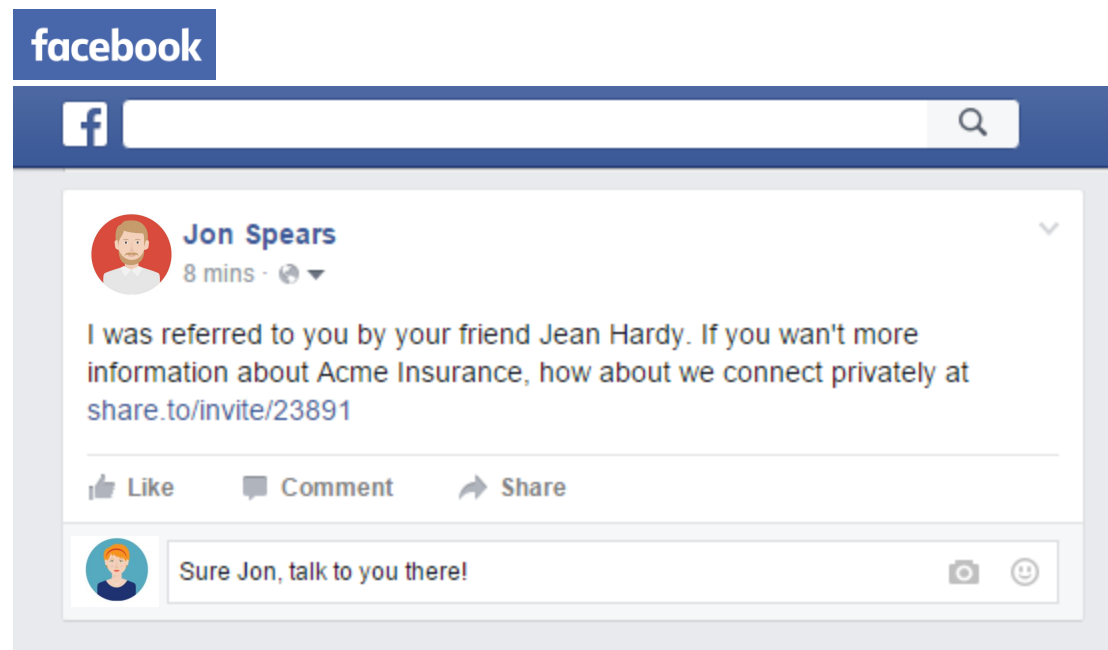 facebook
f
Jon Spears
8 mins ·
I was referred to you by your friend Jean Hardy. If you wan't more
information about Acme Insurance, how about we connect privately at
share.to/invite/23891
Like Comment Share
Sure Jon, talk to you there!